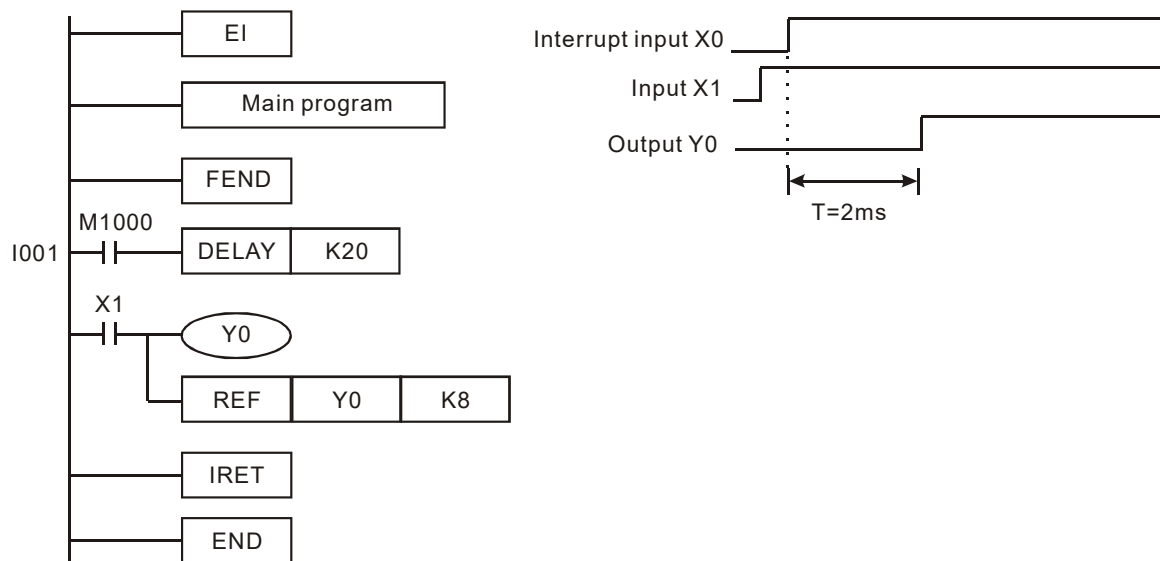 EI
Main program
FEND
M1000
I001 DELAY K20
X1
Y0
REF Y0 K8
IRET
END
Interrupt input X0
Input X1
Output Y0
T=2ms